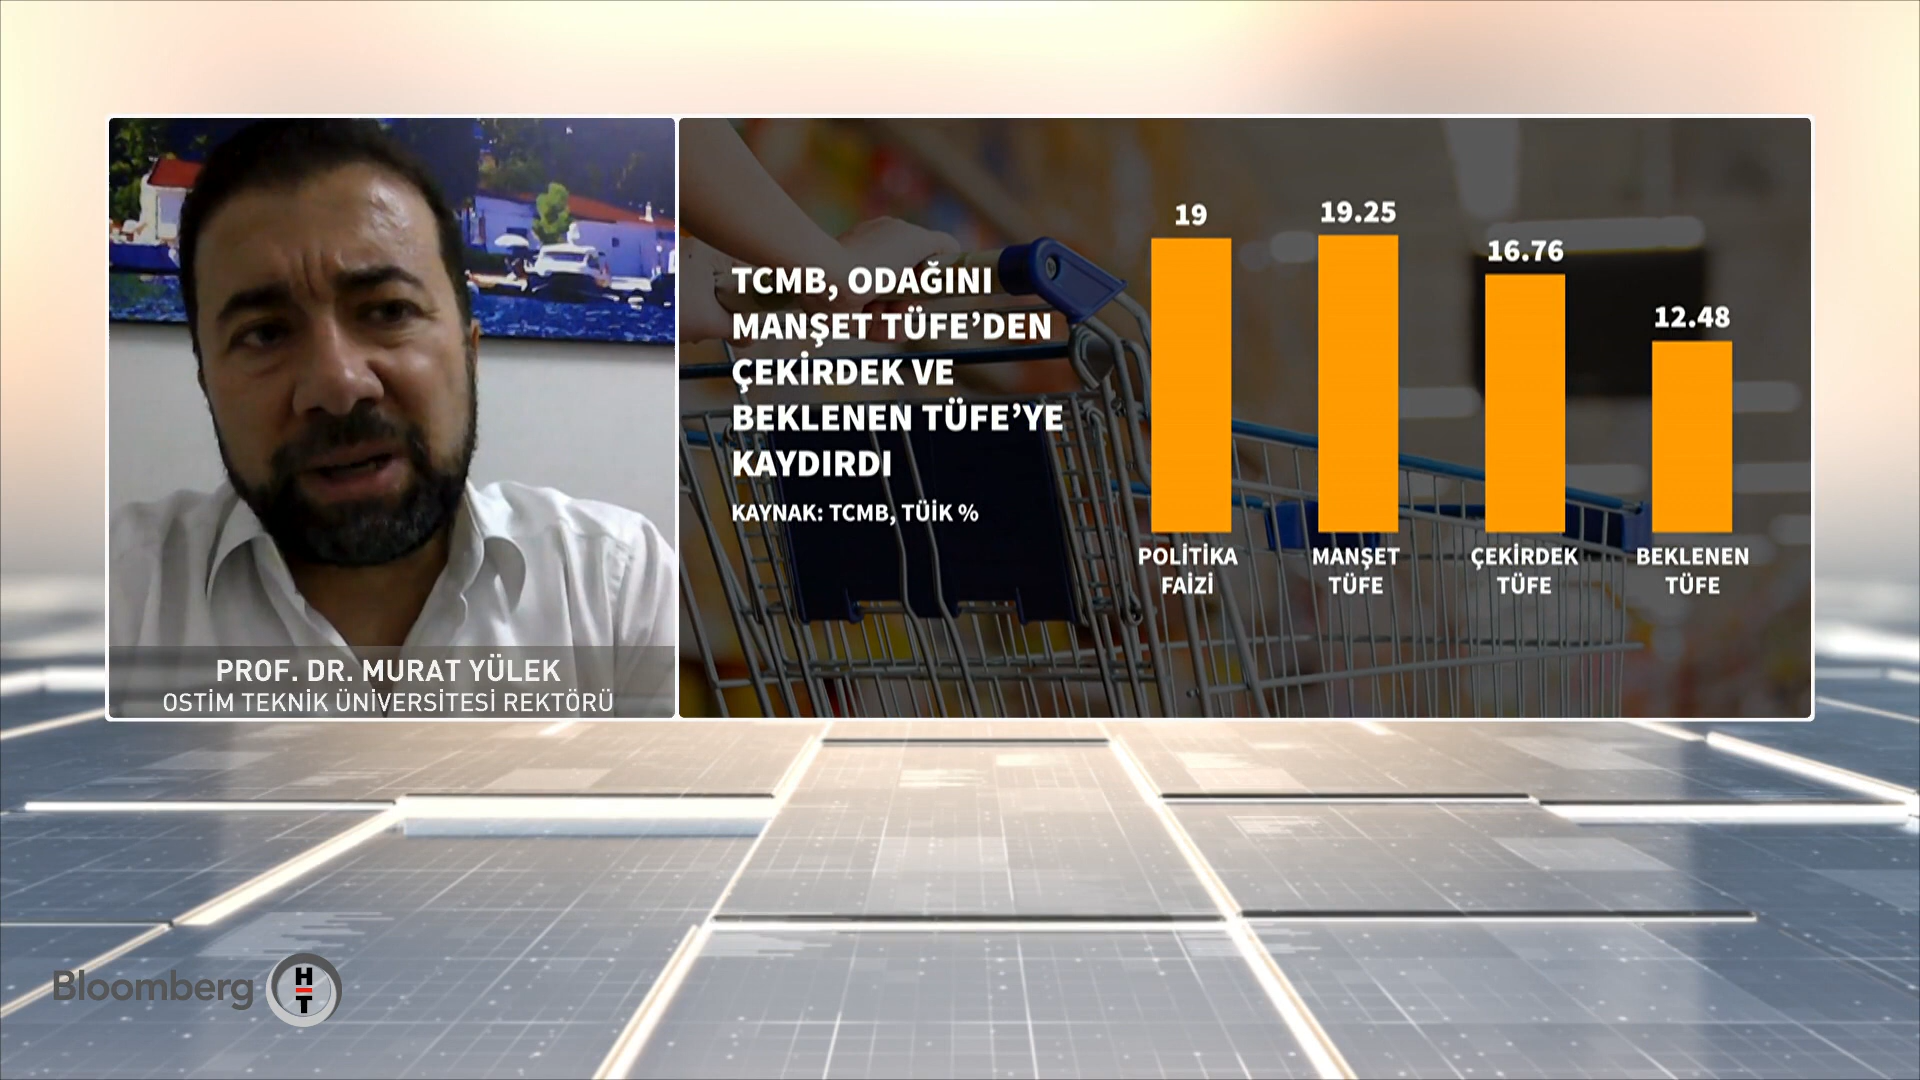 TCMB, ODAĞINI
MANŞET TÜFE’DEN
ÇEKİRDEK VE
BEKLENEN TÜFE’YE
KAYDIRDI
KAYNAK: TCMB, TÜİK %
19
19.25
16.76
12.48
POLİTİKA
FAİZİ
MANŞET
TÜFE
ÇEKİRDEK
TÜFE
BEKLENEN
TÜFE
PROF. DR. MURAT YÜLEK
OSTİM TEKNİK ÜNİVERSİTESİ REKTÖRÜ
Bloomberg HT